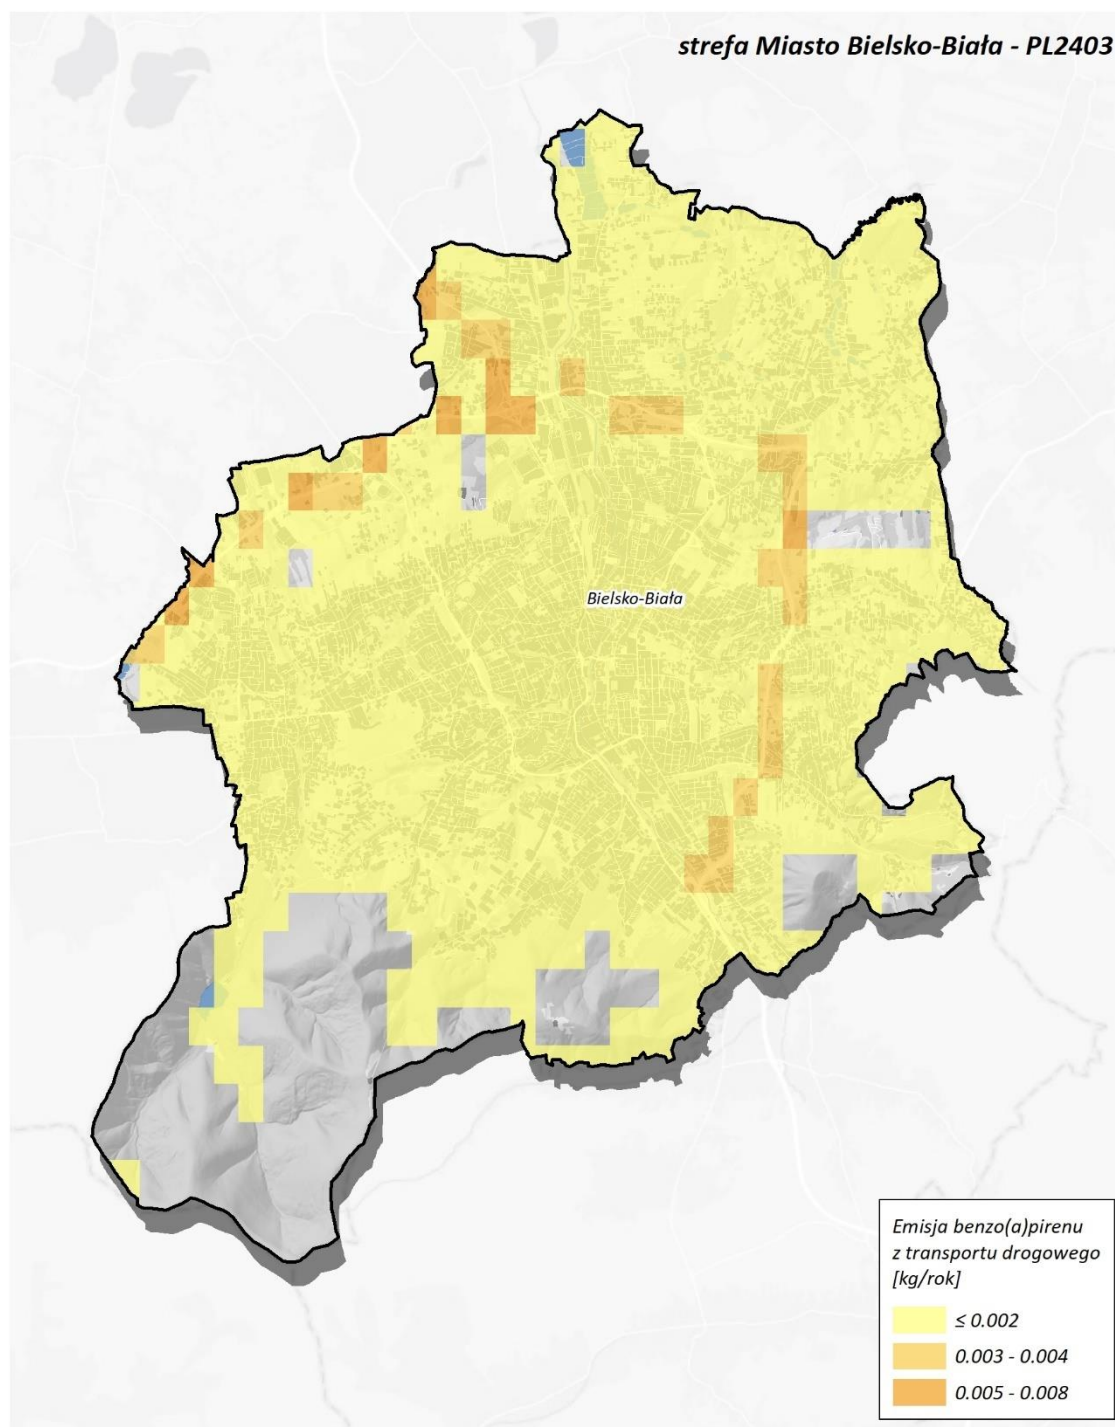 strefa Miasto Bielsko-Biała - PL2403
Bielsko-Biała
Emisja benzo(a)pirenu
z transportu drogowego
[kg/rok]
≤ 0.002
0.003 - 0.004
0.005 - 0.008